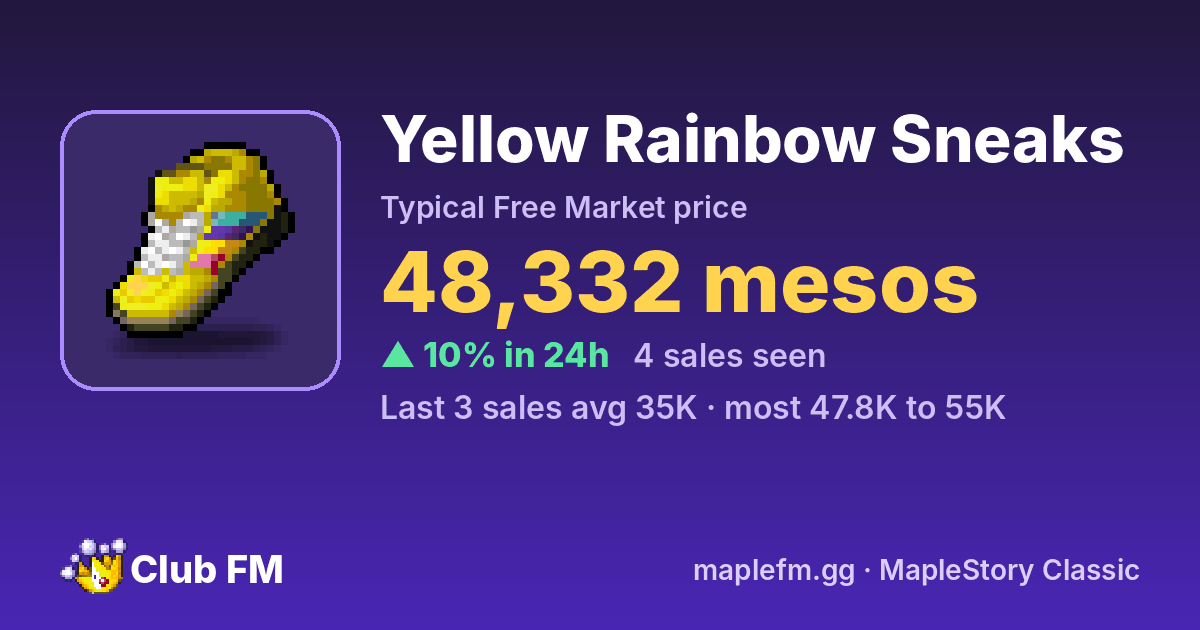 Yellow Rainbow Sneaks
Typical Free Market price
48,332 mesos
▲ 10% in 24h 4 sales seen
Last 3 sales avg 35K · most 47.8K to 55K
Club FM
maplefm.gg · MapleStory Classic